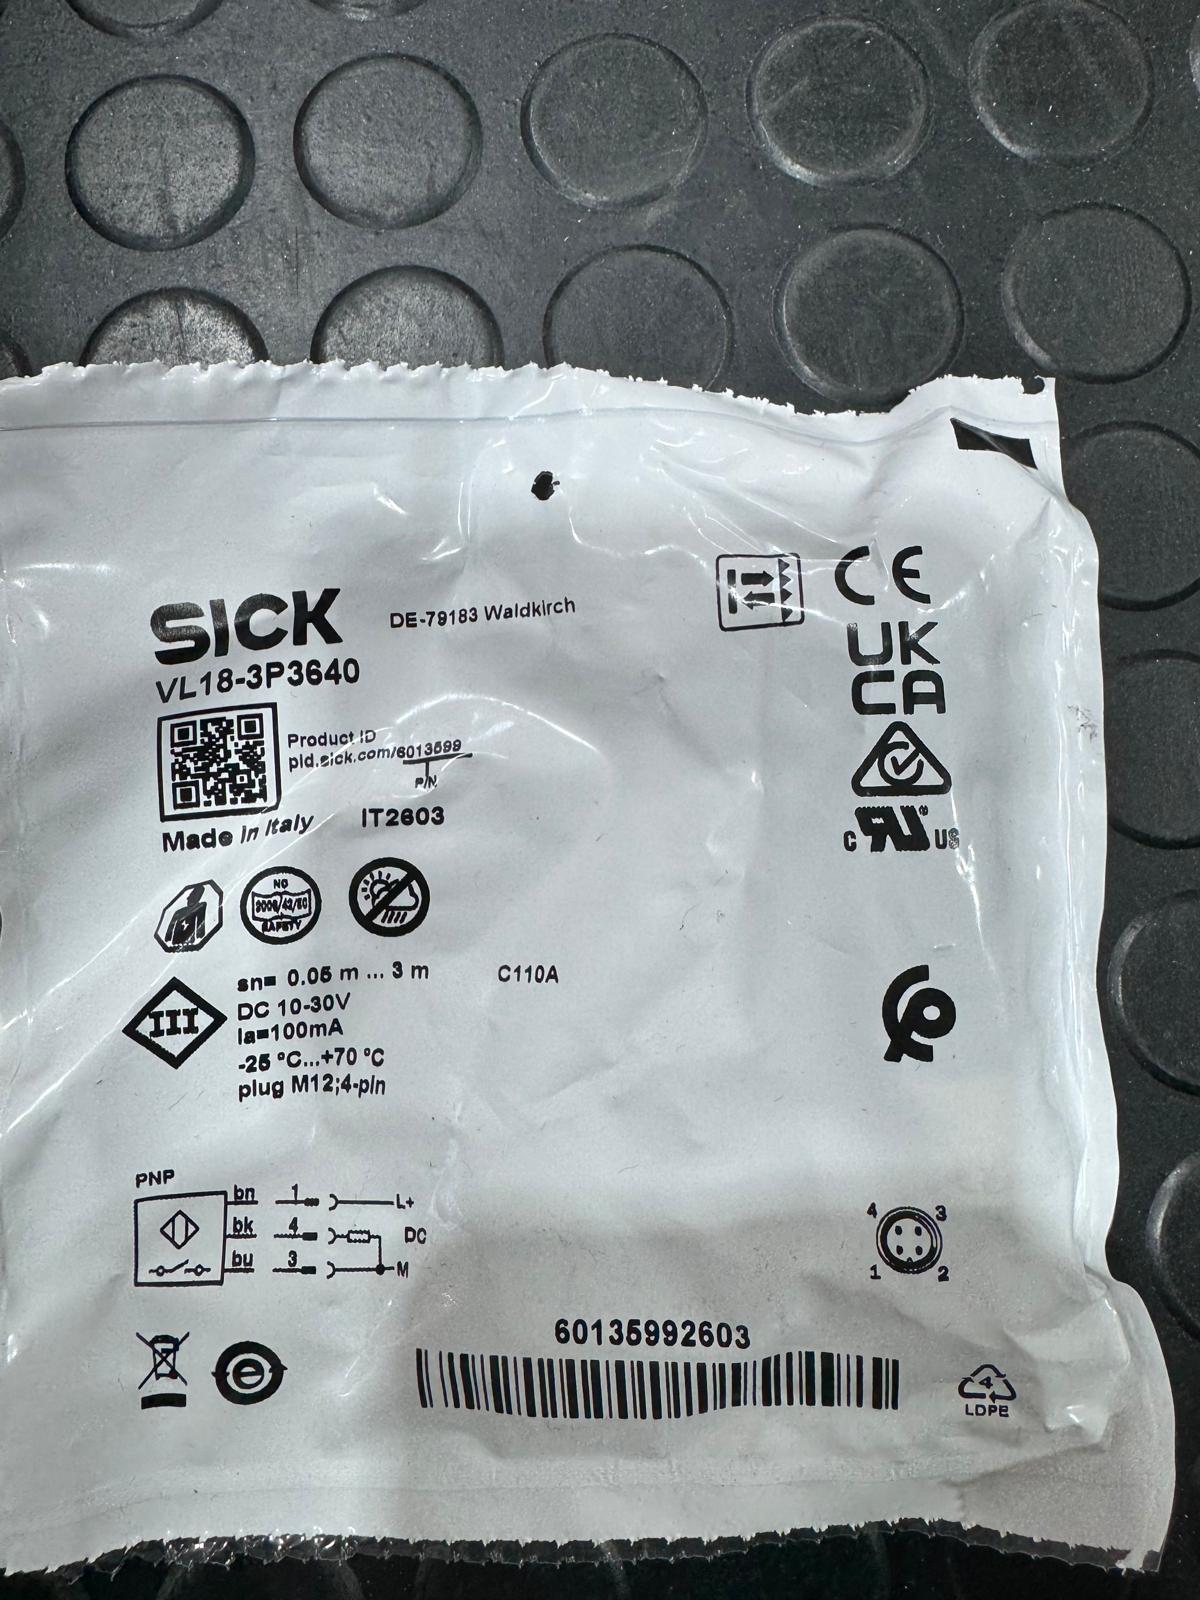 SICK
DE-79183 Waldkirch
VL18-3P3640
Product ID
pid.sick.com/6013599
P/N
Made in Italy
IT2603
CE
UK
CA
c RU® US
NO
2006/42/EC
SAFETY
III
sn= 0.05 m ... 3 m
C110A
DC 10-30V
Ia=100mA
-25 °C...+70 °C
plug M12;4-pin
PNP
bn 1 L+
bk 4 DC
bu 3 M
4 3
1 2
60135992603
e
4
LDPE